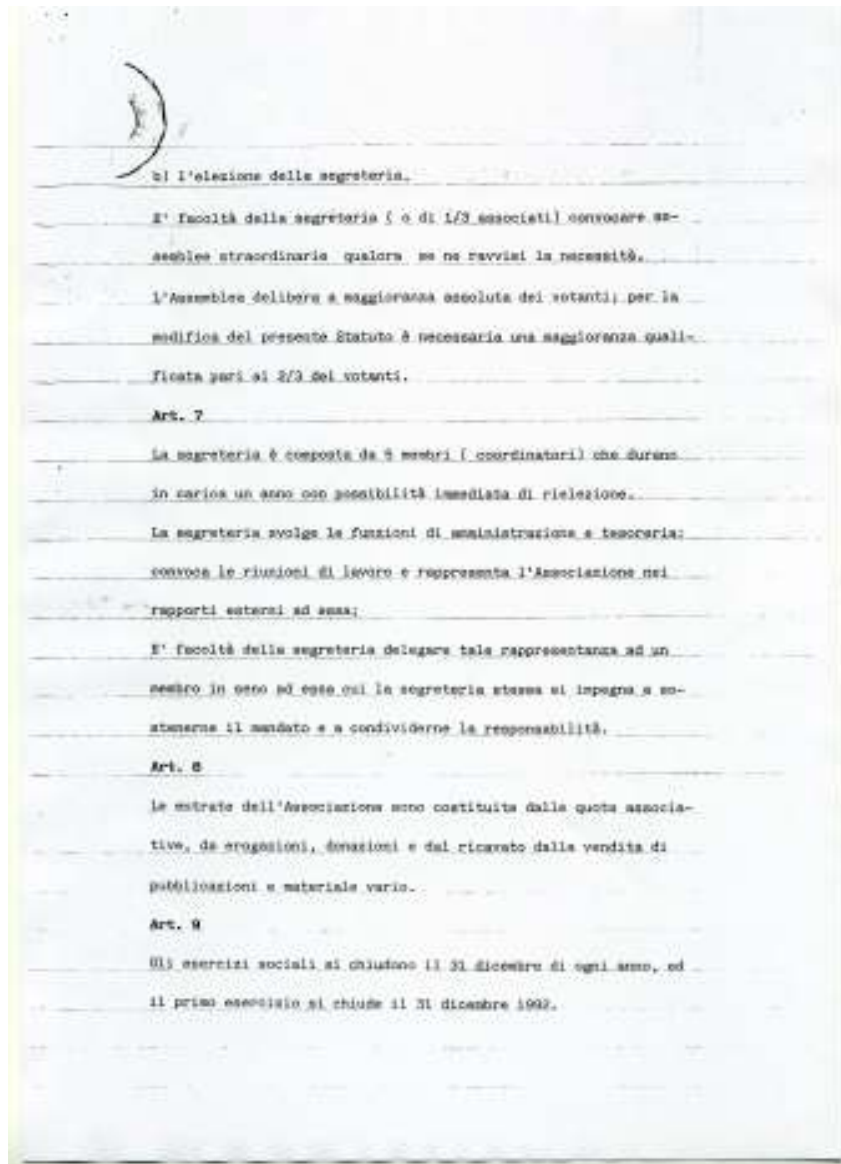 b) l'elezione della segreteria.
E' facoltà della segreteria ( o di 1/3 associati) convocare as-
semblee straordinarie qualora se ne ravvisi la necessità.
L'Assemblea delibera a maggioranza assoluta dei votanti; per la
modifica del presente Statuto è necessaria una maggioranza quali-
ficata pari ai 2/3 dei votanti.
Art. 7
La segreteria è composta da 5 membri ( coordinatori) che durano
in carica un anno con possibilità immediata di rielezione.
La segreteria svolge le funzioni di amministrazione e tesoreria;
convoca le riunioni di lavoro e rappresenta l'Associazione nei
rapporti esterni ad essa;
E' facoltà della segreteria delegare tale rappresentanza ad un
membro in seno ad essa cui la segreteria stessa si impegna a so-
stenerne il mandato e a condividerne la responsabilità.
Art. 8
Le entrate dell'Associazione sono costituite dalle quote associa-
tive, da erogazioni, donazioni e dal ricavato dalla vendita di
pubblicazioni e materiale vario.
Art. 9
Gli esercizi sociali si chiudono il 31 dicembre di ogni anno, ed
il primo esercizio si chiude il 31 dicembre 1992.